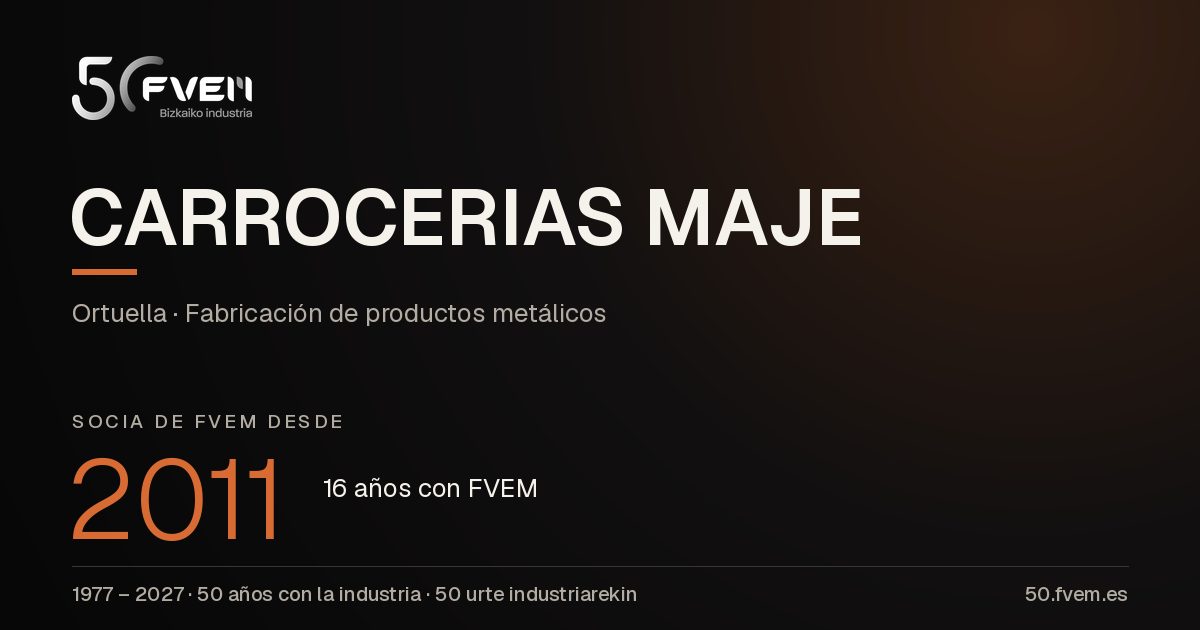 50 FVEM
Bizkaiko industria
CARROCERIAS MAJE
Ortuella · Fabricación de productos metálicos
SOCIA DE FVEM DESDE
2011
16 años con FVEM
1977 – 2027 · 50 años con la industria · 50 urte industriarekin
50.fvem.es